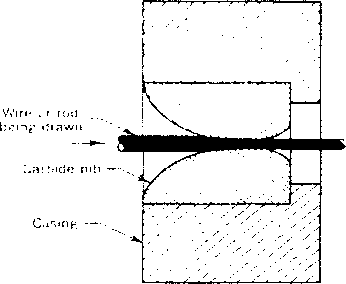 Wire or rod
being drawn
Carbide nib
Casing